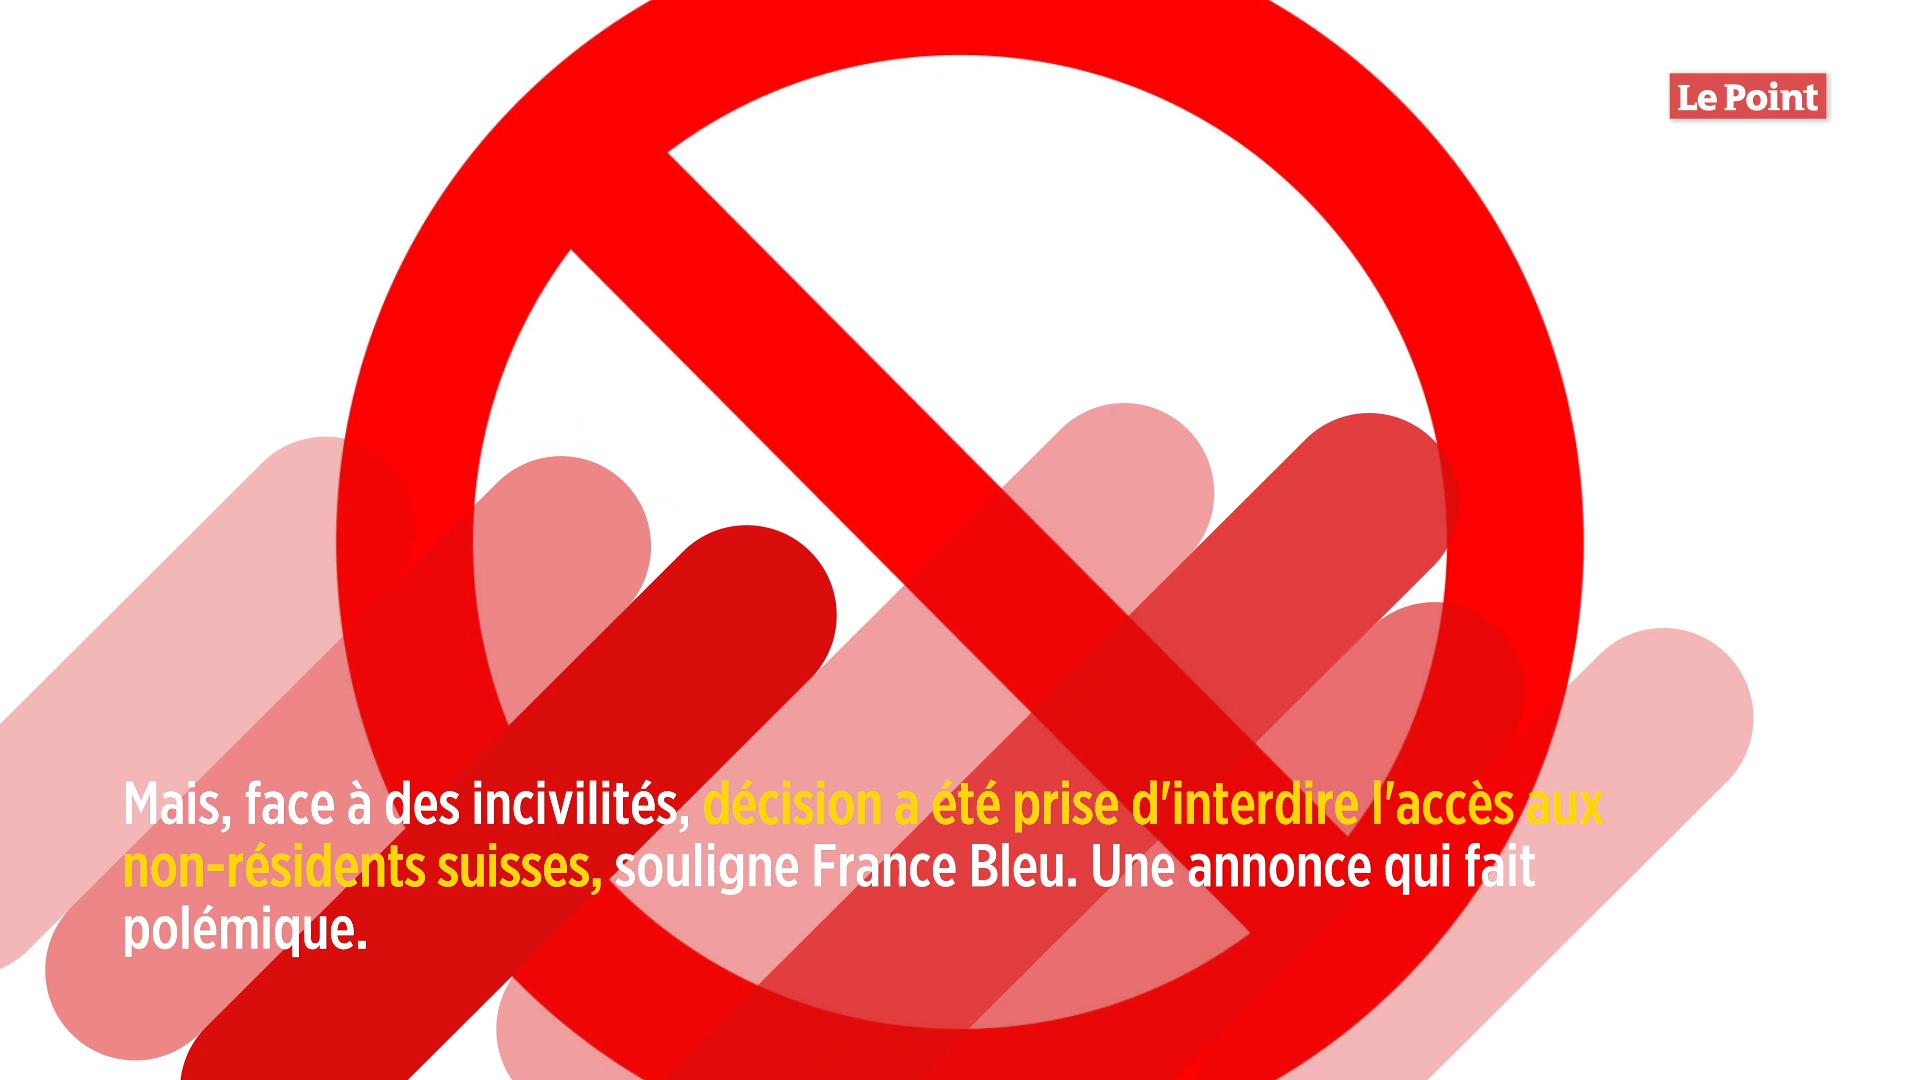 Le Point
Mais, face à des incivilités, décision a été prise d'interdire l'accès aux
non-résidents suisses, souligne France Bleu. Une annonce qui fait
polémique.